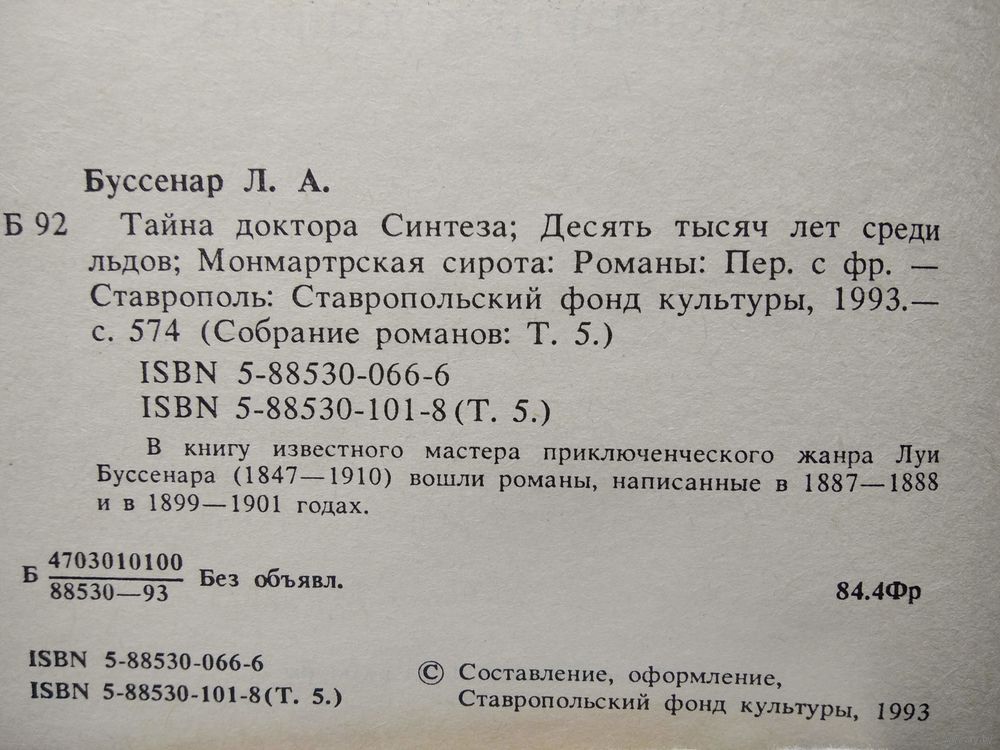 Буссенар Л. А.
Б 92 Тайна доктора Синтеза; Десять тысяч лет среди
льдов; Монмартрская сирота: Романы: Пер. с фр. —
Ставрополь: Ставропольский фонд культуры, 1993.—
с. 574 (Собрание романов: Т. 5.)
ISBN 5-88530-066-6
ISBN 5-88530-101-8 (Т. 5.)
В книгу известного мастера приключенческого жанра Луи
Буссенара (1847—1910) вошли романы, написанные в 1887—1888
и в 1899—1901 годах.
Б 4703010100
88530—93 Без объявл.
84.4Фр
ISBN 5-88530-066-6
ISBN 5-88530-101-8 (Т. 5.)
© Составление, оформление,
Ставропольский фонд культуры, 1993